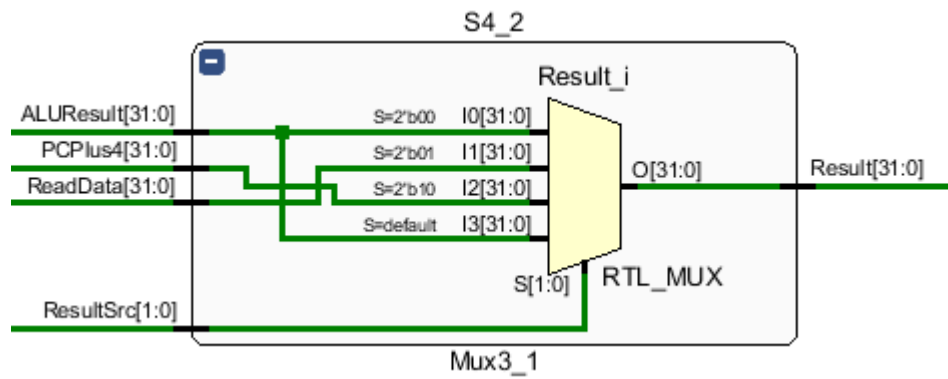 S4_2
Result_i
ALUResult[31:0]
S=2'b00
I0[31:0]
PCPlus4[31:0]
S=2'b01
I1[31:0]
O[31:0]
Result[31:0]
ReadData[31:0]
S=2'b10
I2[31:0]
S=default
I3[31:0]
S[1:0]
RTL_MUX
ResultSrc[1:0]
Mux3_1